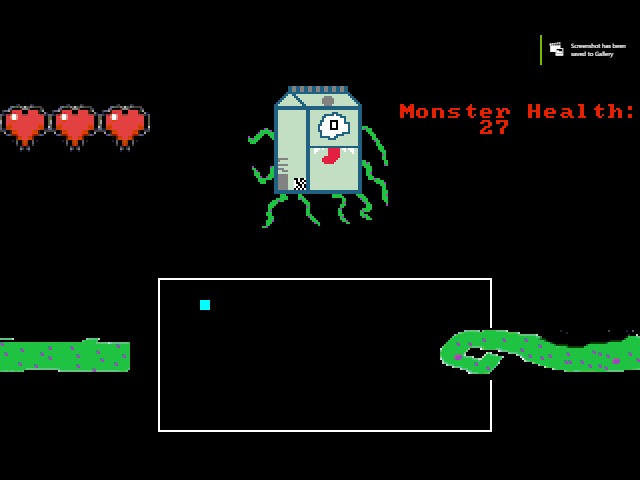 Screenshot has been
saved to Gallery
Monster Health:
27